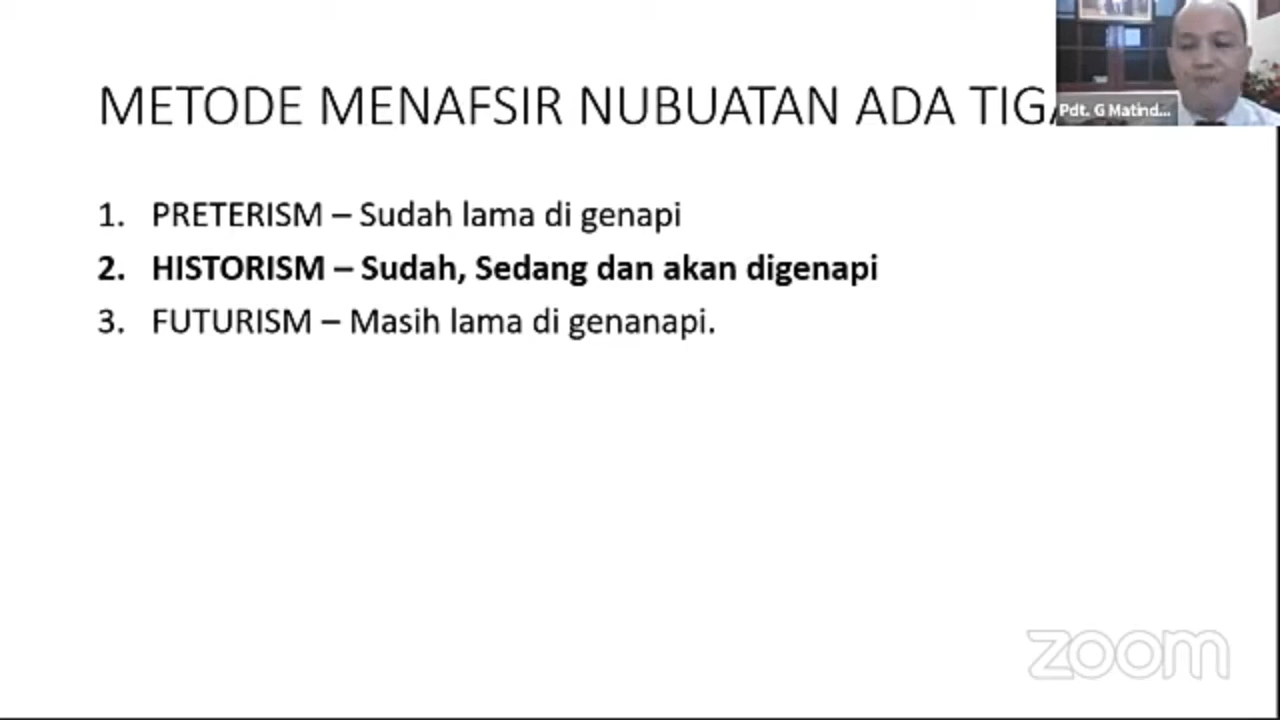 METODE MENAFSIR NUBUATAN ADA TIGA
Pdt. G Matind...
1. PRETERISM – Sudah lama di genapi
2. HISTORISM – Sudah, Sedang dan akan digenapi
3. FUTURISM – Masih lama di genanapi.
zoom